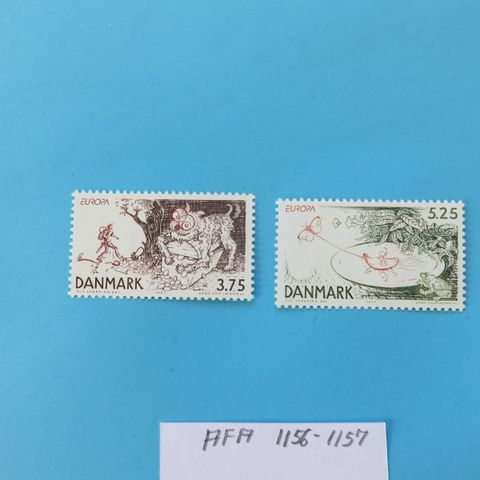 EUROPA
DANMARK 3.75
EUROPA
5.25
DANMARK
AFA 1156-1157